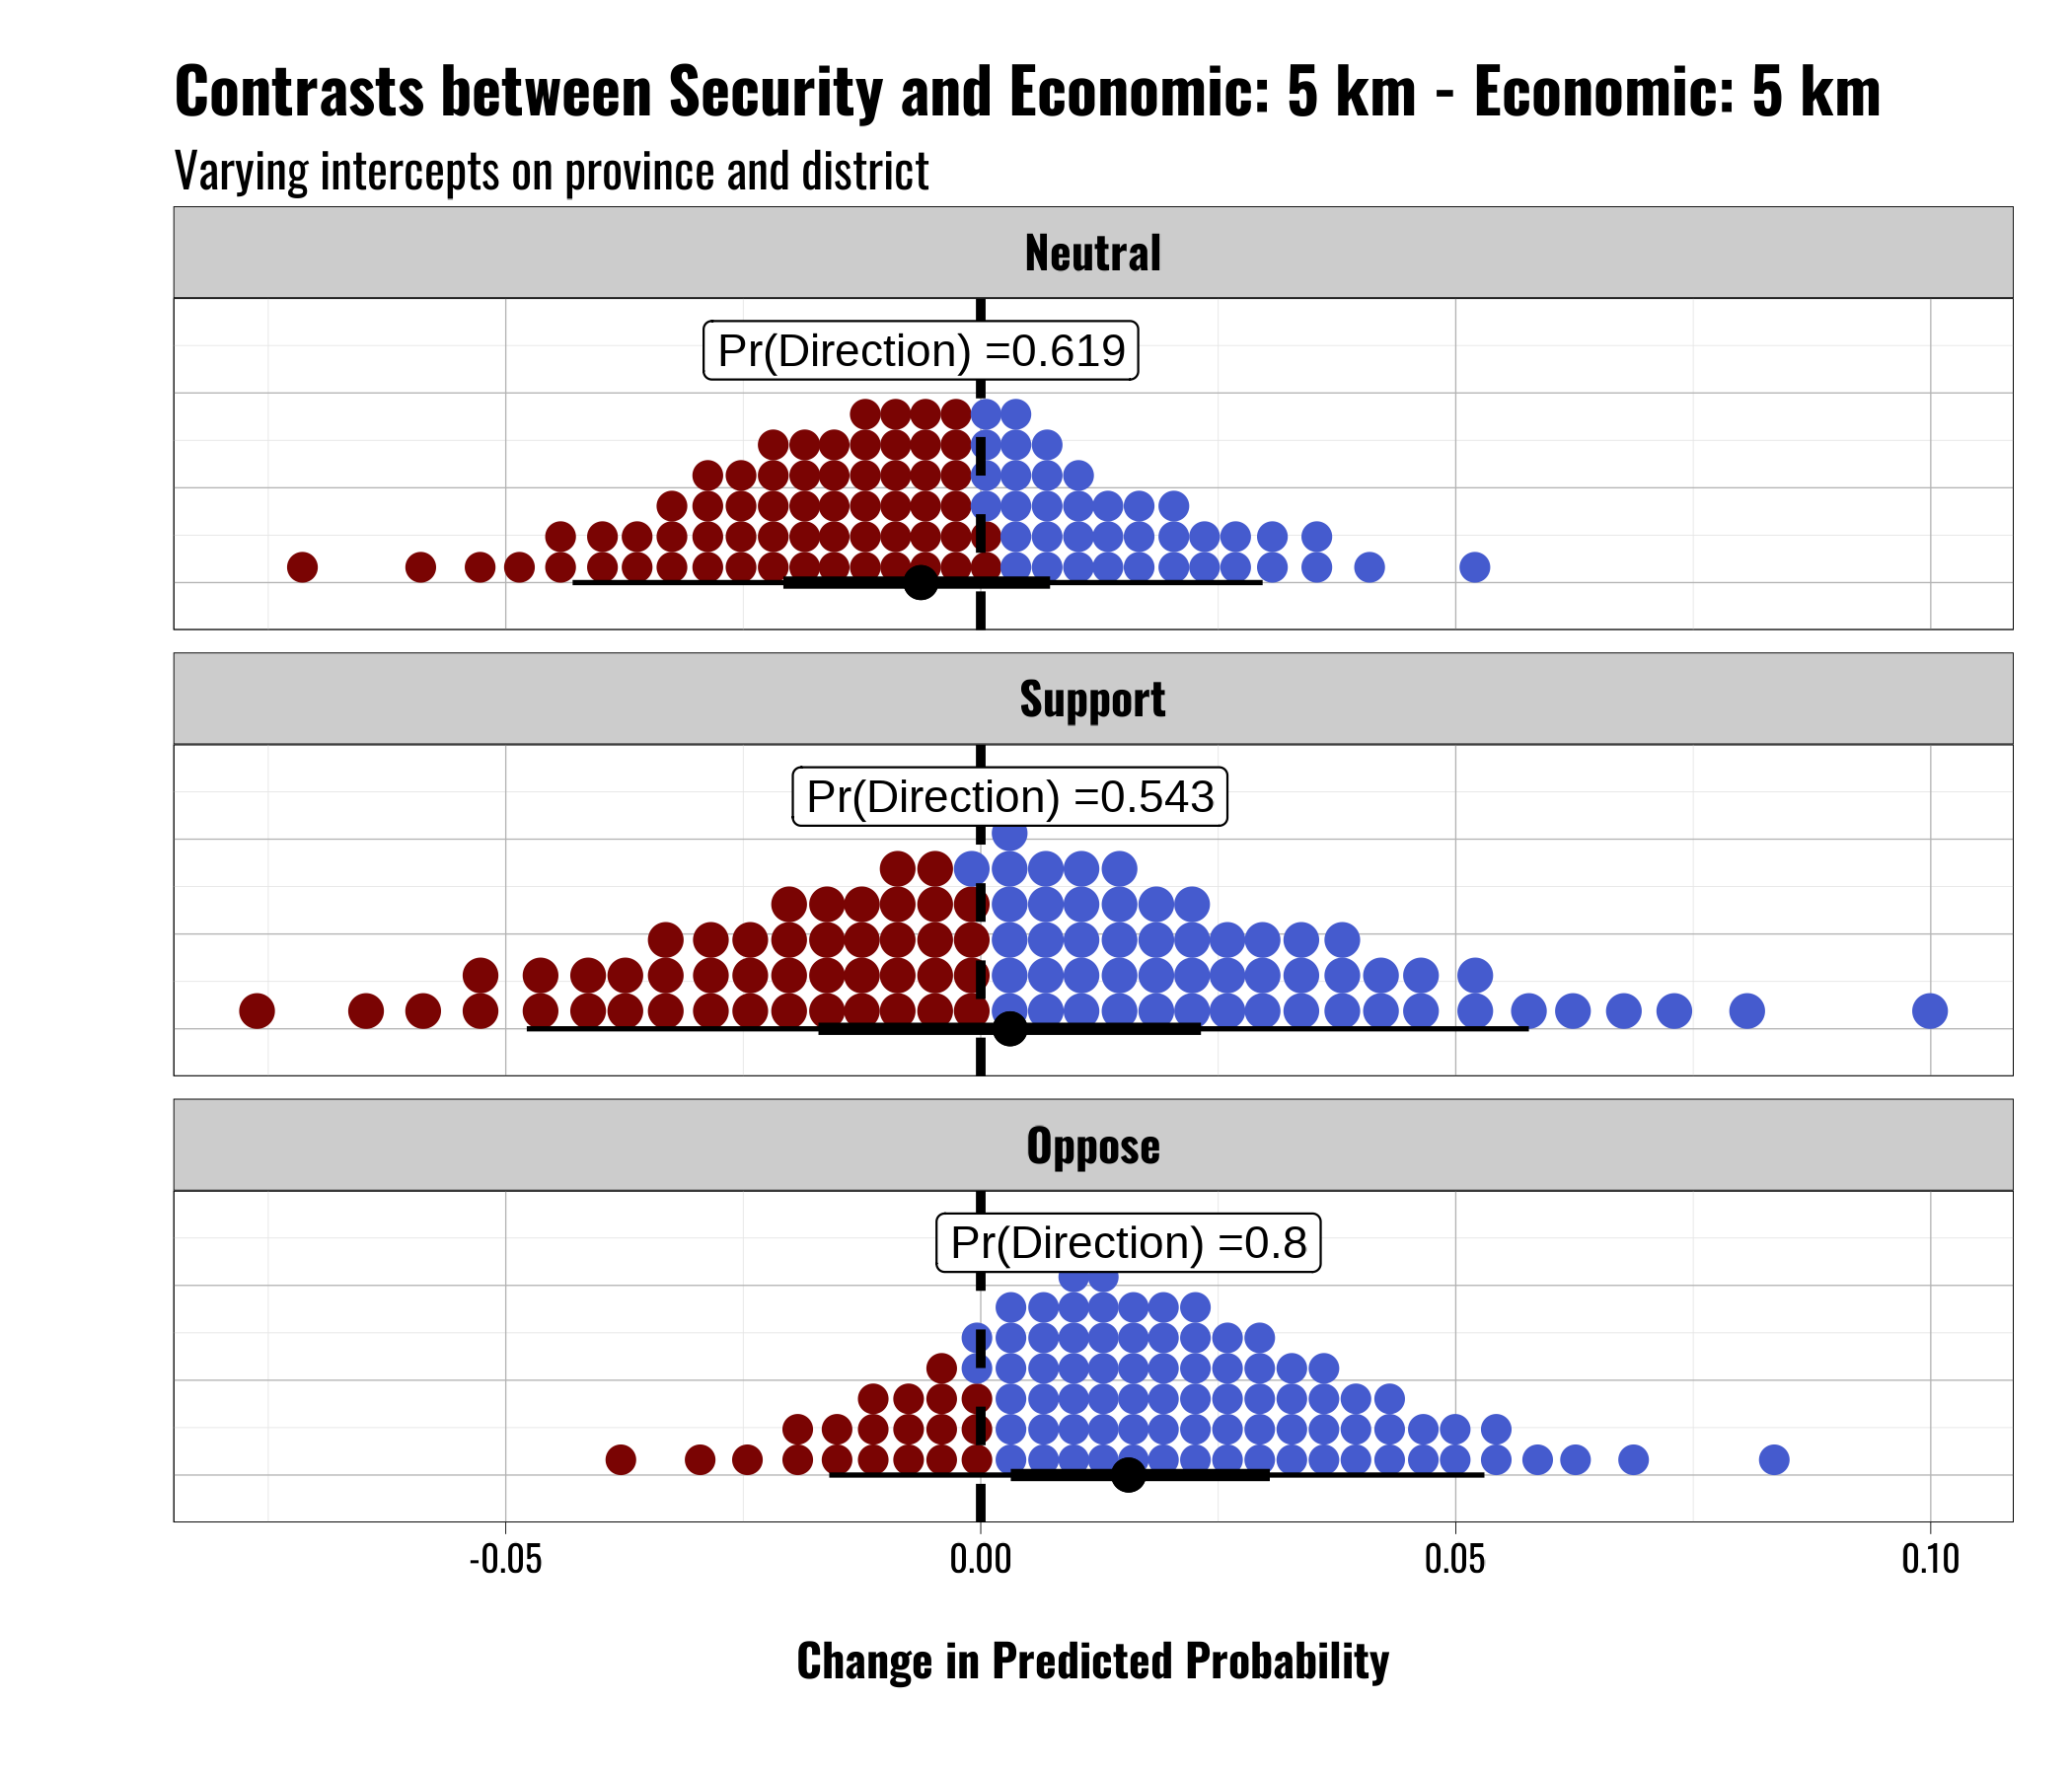 Contrasts between Security and Economic: 5 km - Economic: 5 km
Varying intercepts on province and district
Neutral
Pr(Direction) =0.619
Support
Pr(Direction) =0.543
Oppose
Pr(Direction) =0.8
-0.05 0.00 0.05 0.10
Change in Predicted Probability